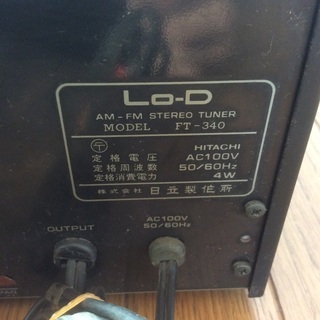 Lo-D
AM-FM STEREO TUNER
MODEL FT-340
〒 HITACHI
定格電圧 AC100V
定格周波数 50/60Hz
定格消費電力 4W
株式会社 日立製作所
OUTPUT
AC100V
50/60Hz